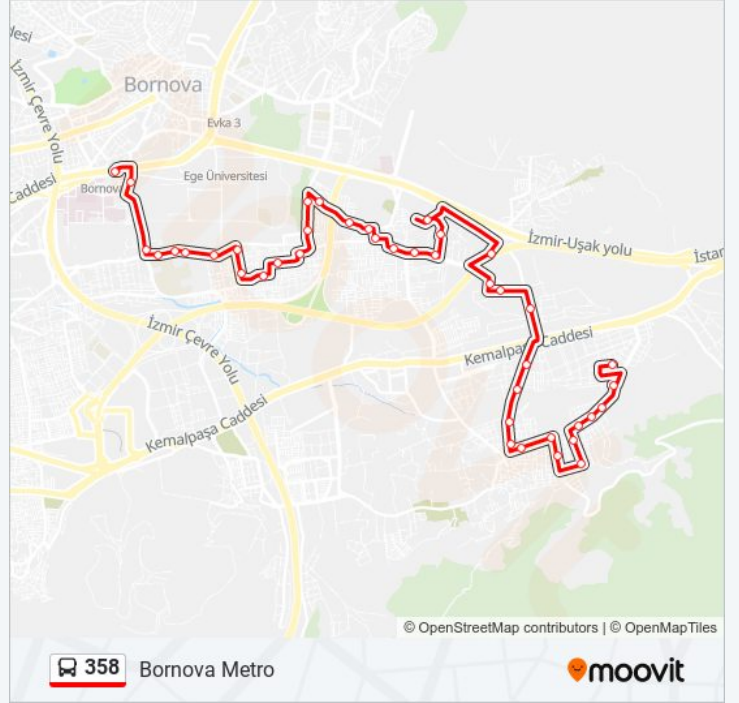 lesi
Bornova
İzmir Çevre Yolu
Evka 3
Caddesi
Bornova
Ege Üniversitesi
İzmir-Uşak yolu
İstan
İzmir Çevre Yolu
Kemalpaşa Caddesi
Kemalpaşa Caddesi
© OpenStreetMap contributors | © OpenMapTiles
358 Bornova Metro
moovit